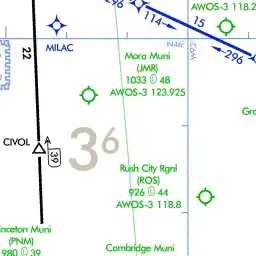 296
114
15
AWOS-3 118.2
22
MILAC
N46°
W93°
296
Mora Muni
(JMR)
1033 48
AWOS-3 123.925
Gra
CIVOL
39
36
Rush City Rgnl
(ROS)
926 44
AWOS-3 118.8
inceton Muni
(PNM)
980 39
Cambridge Muni